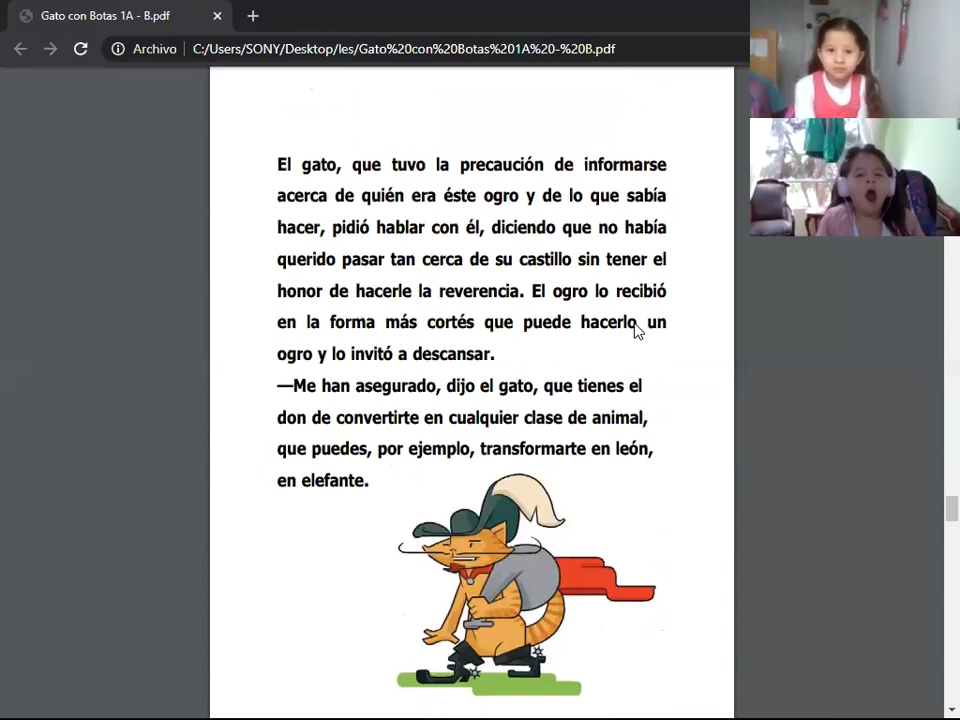 Gato con Botas 1A - B.pdf
Archivo
C:/Users/SONY/Desktop/les/Gato%20con%20Botas%201A%20-%20B.pdf
El gato, que tuvo la precaución de informarse
acerca de quién era éste ogro y de lo que sabía
hacer, pidió hablar con él, diciendo que no había
querido pasar tan cerca de su castillo sin tener el
honor de hacerle la reverencia. El ogro lo recibió
en la forma más cortés que puede hacerlo un
ogro y lo invitó a descansar.
—Me han asegurado, dijo el gato, que tienes el
don de convertirte en cualquier clase de animal,
que puedes, por ejemplo, transformarte en león,
en elefante.